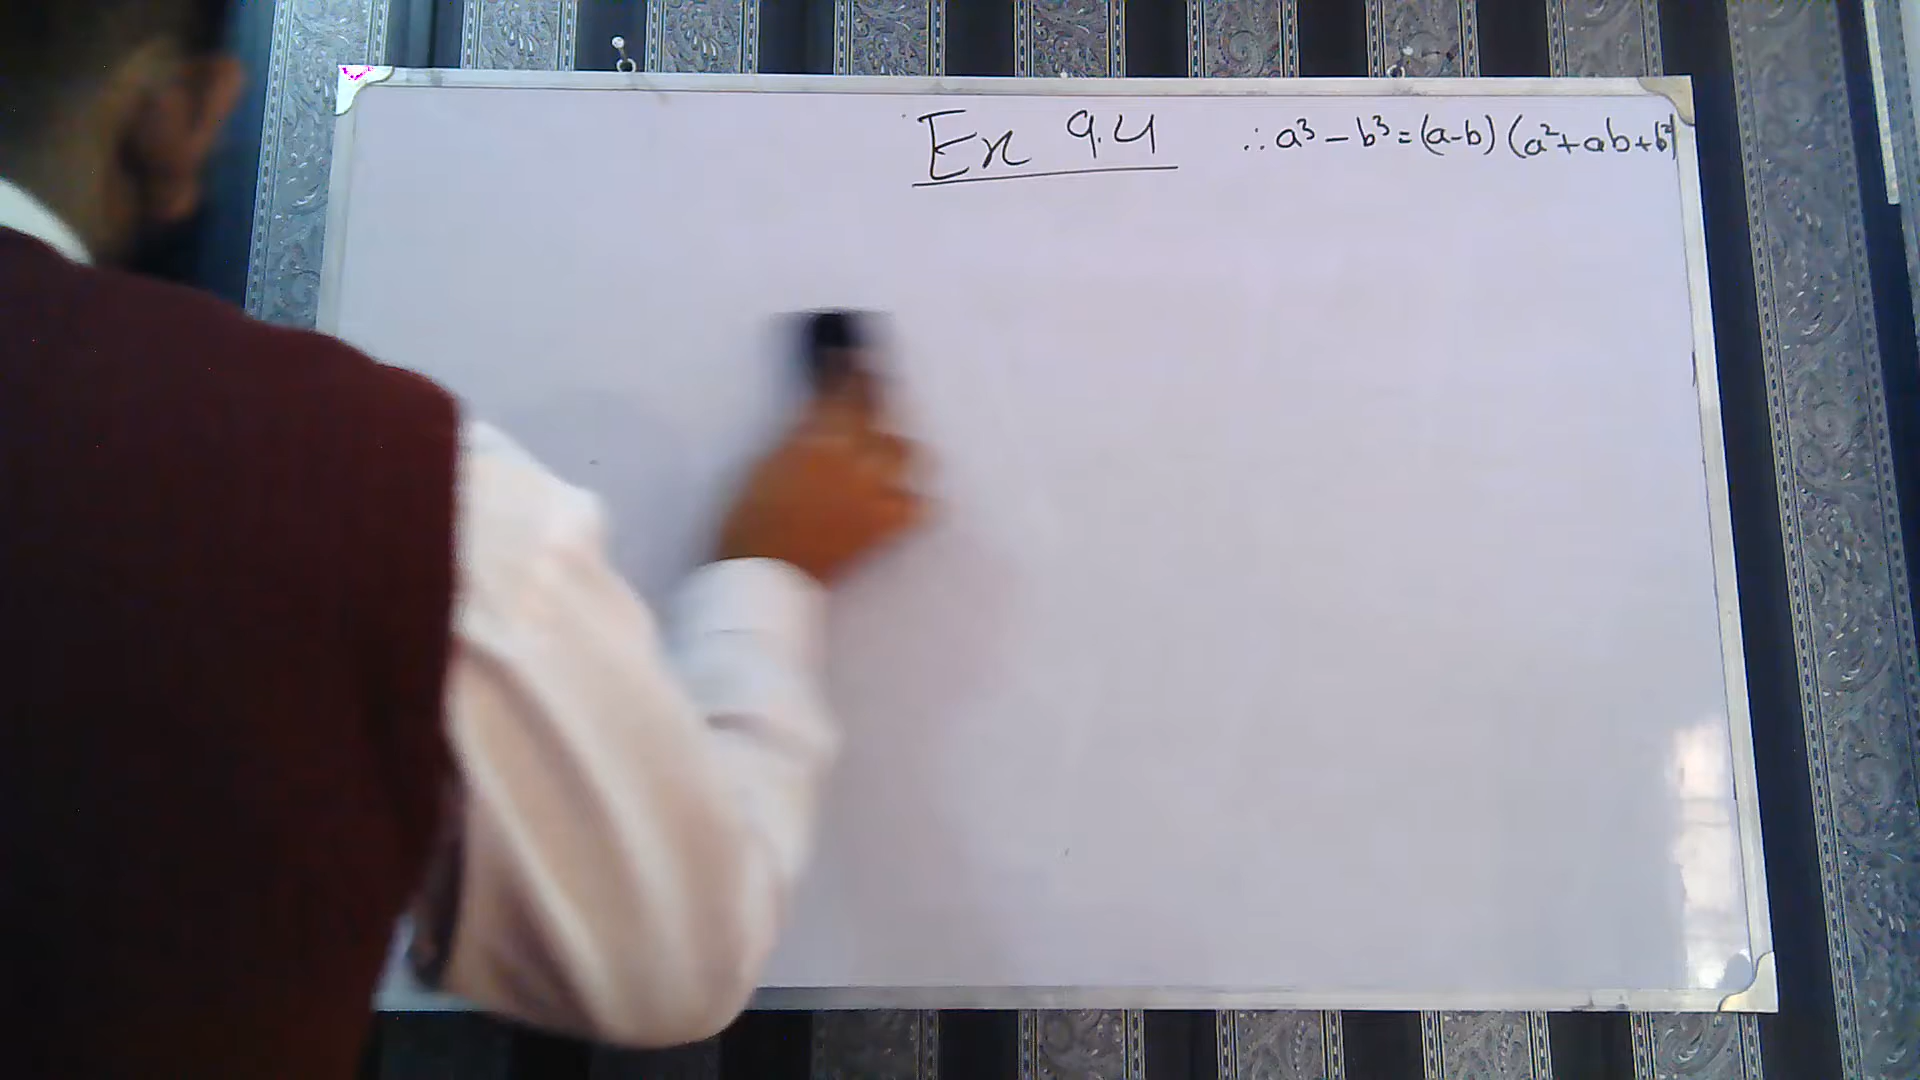 Ex 9.4
∴ a³ - b³ = (a-b) (a²+ab+b²)